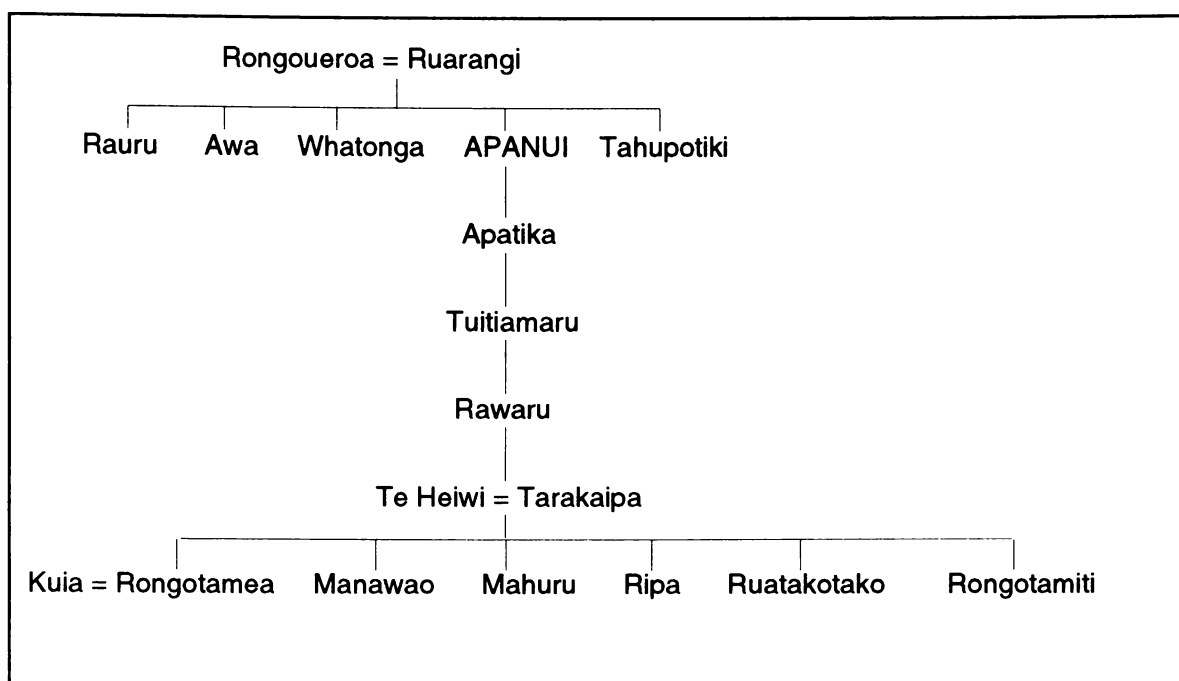 Rongoueroa = Ruarangi
Rauru Awa Whatonga APANUI Tahupotiki
Apatika
Tuitiamaru
Rawaru
Te Heiwi = Tarakaipa
Kuia = Rongotamea Manawao Mahuru Ripa Ruatakotako Rongotamiti